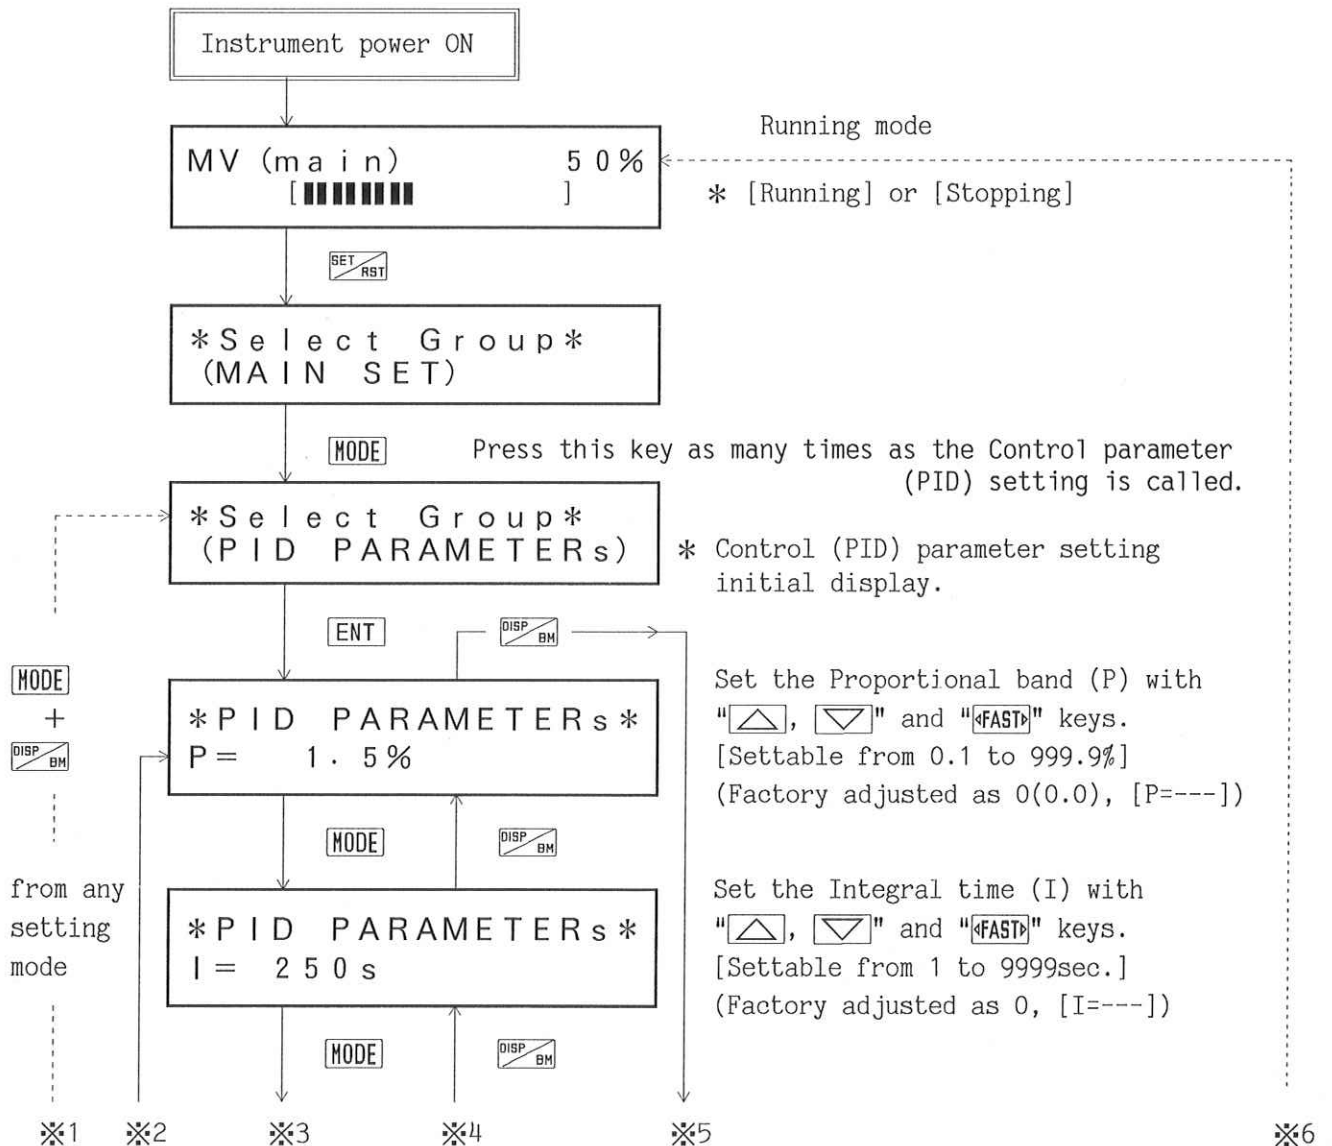 Instrument power ON
MV (main) 50%
[▮▮▮▮▮▮▮▮ ]
Running mode
* [Running] or [Stopping]
SET RST
*Select Group*
(MAIN SET)
MODE Press this key as many times as the Control parameter
(PID) setting is called.
*Select Group*
(PID PARAMETERs)
* Control (PID) parameter setting
initial display.
ENT
DISP BM
MODE
+
DISP BM
from any
setting
mode
*PID PARAMETERs*
P= 1.5%
Set the Proportional band (P) with
"△, ▽" and "◁FAST▷" keys.
[Settable from 0.1 to 999.9%]
(Factory adjusted as 0(0.0), [P=---])
MODE
DISP BM
*PID PARAMETERs*
I= 250s
Set the Integral time (I) with
"△, ▽" and "◁FAST▷" keys.
[Settable from 1 to 9999sec.]
(Factory adjusted as 0, [I=---])
MODE
DISP BM
※1 ※2 ※3 ※4 ※5 ※6